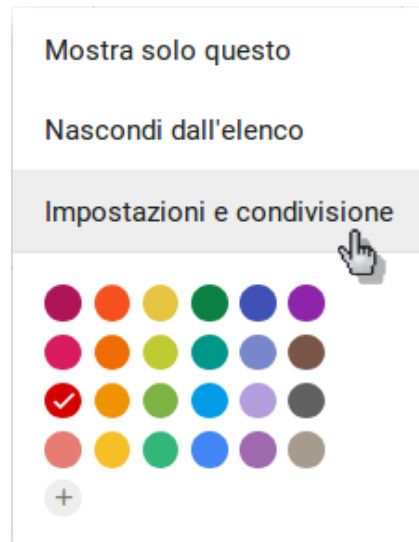 Mostra solo questo
Nascondi dall'elenco
Impostazioni e condivisione
+